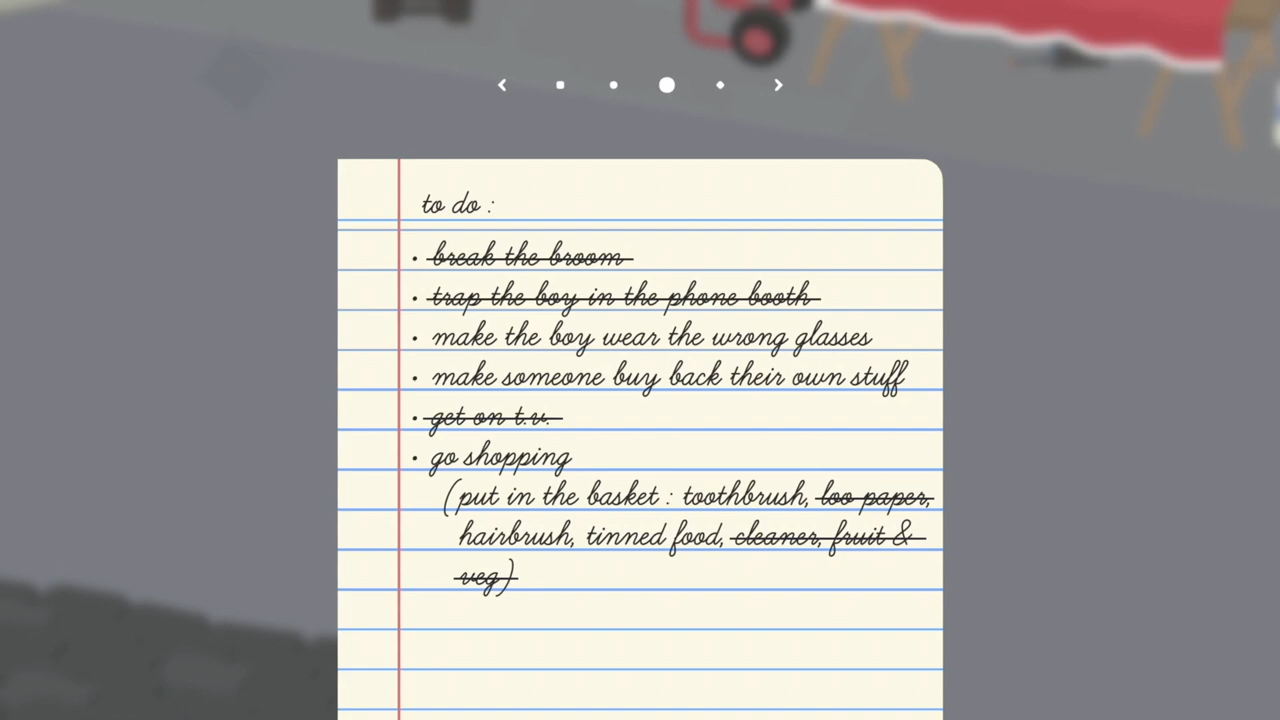 to do :
• break the broom
• trap the boy in the phone booth
• make the boy wear the wrong glasses
• make someone buy back their own stuff
• get on t.v.
• go shopping
(put in the basket : toothbrush, loo paper,
hairbrush, tinned food, cleaner, fruit &
veg)